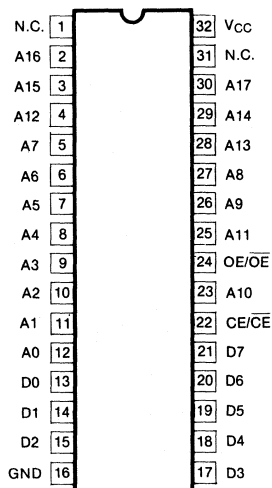 N.C. 1 32 VCC
A16 2 31 N.C.
A15 3 30 A17
A12 4 29 A14
A7 5 28 A13
A6 6 27 A8
A5 7 26 A9
A4 8 25 A11
A3 9 24 OE/O̅E̅
A2 10 23 A10
A1 11 22 CE/C̅E̅
A0 12 21 D7
D0 13 20 D6
D1 14 19 D5
D2 15 18 D4
GND 16 17 D3